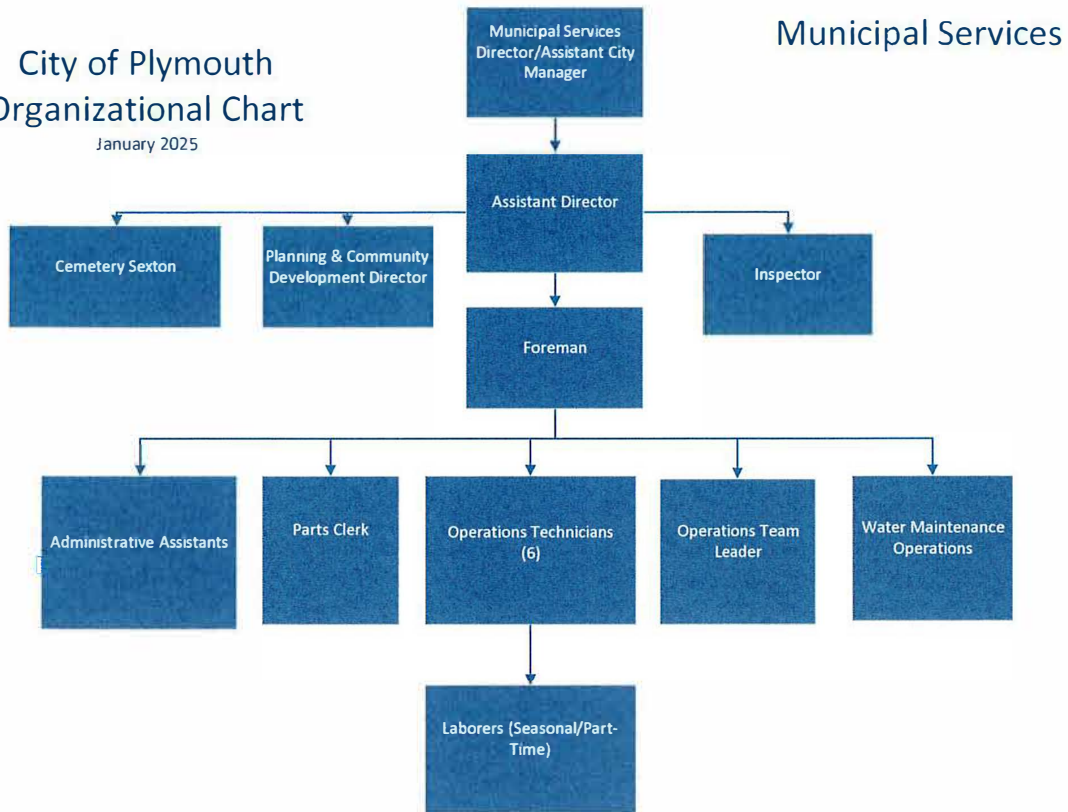 City of Plymouth
Organizational Chart
January 2025
Municipal Services
Municipal Services
Director/Assistant City
Manager
Assistant Director
Cemetery Sexton
Planning & Community
Development Director
Inspector
Foreman
Administrative Assistants
Parts Clerk
Operations Technicians
(6)
Operations Team
Leader
Water Maintenance
Operations
Laborers (Seasonal/Part-
Time)